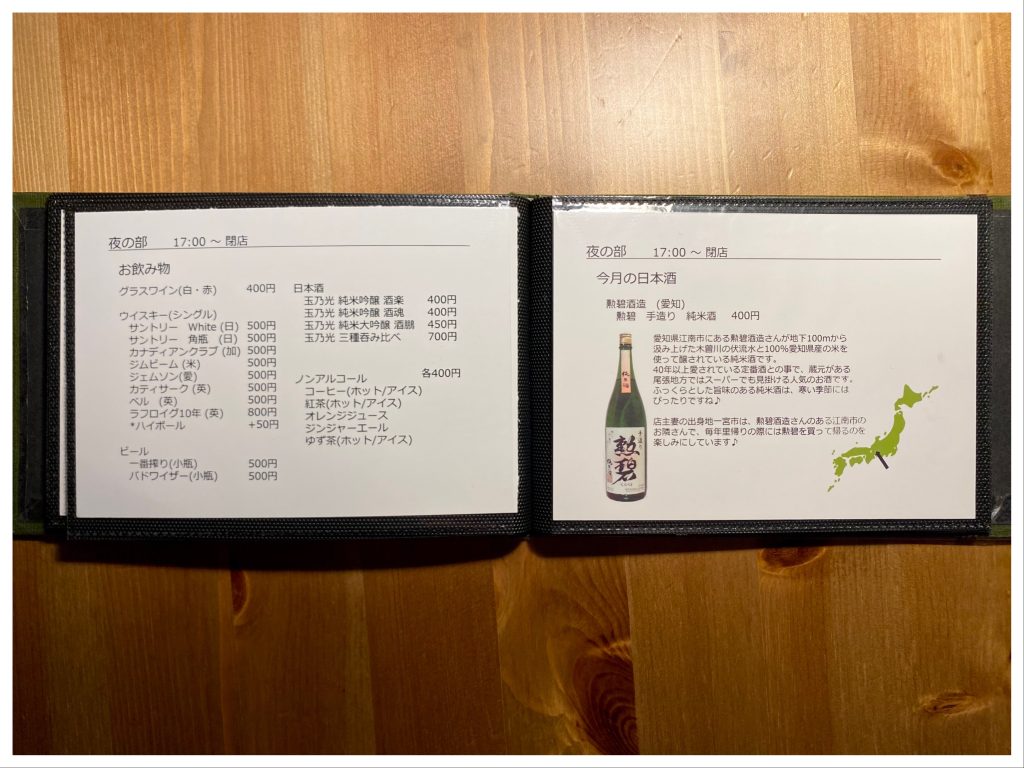 夜の部 17:00 ～ 閉店
お飲み物
グラスワイン(白・赤) 400円
ウイスキー(シングル)
サントリー White (日) 500円
サントリー 角瓶 (日) 500円
カナディアンクラブ (加) 500円
ジムビーム (米) 500円
ジェムソン(愛) 500円
カティサーク (英) 500円
ベル (英) 500円
ラフロイグ10年 (英) 800円
*ハイボール +50円
ビール
一番搾り(小瓶) 500円
バドワイザー(小瓶) 500円
日本酒
玉乃光 純米吟醸 酒楽 400円
玉乃光 純米吟醸 酒魂 400円
玉乃光 純米大吟醸 酒鵬 450円
玉乃光 三種呑み比べ 700円
ノンアルコール 各400円
コーヒー(ホット/アイス)
紅茶(ホット/アイス)
オレンジジュース
ジンジャーエール
ゆず茶(ホット/アイス)
夜の部 17:00 ～ 閉店
今月の日本酒
勲碧酒造 (愛知)
勲碧 手造り 純米酒 400円
愛知県江南市にある勲碧酒造さんが地下100mから
汲み上げた木曽川の伏流水と100%愛知県産の米を
使って醸されている純米酒です。
40年以上愛されている定番酒との事で、蔵元がある
尾張地方ではスーパーでも見掛ける人気のお酒です。
ふっくらとした旨味のある純米酒は、寒い季節には
ぴったりですね♪
店主妻の出身地一宮市は、勲碧酒造さんのある江南市の
お隣さんで、毎年里帰りの際には勲碧を買って帰るのを
楽しみにしています♪
純米酒
手造り
勲碧